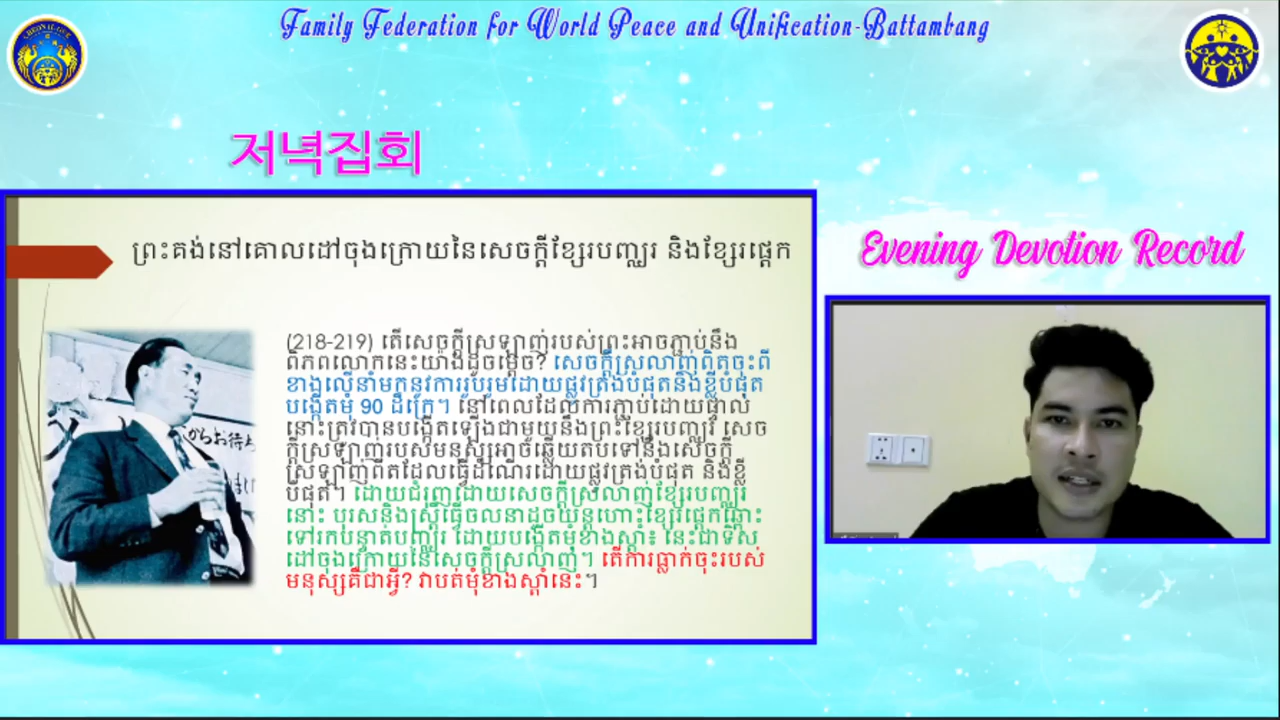 Family Federation for World Peace and Unification-Battambang
저녁집회
Evening Devotion Record
ព្រះគង់នៅគោលដៅចុងក្រោយនៃសេចក្ដីខ្សែរបញ្ឈរ និងខ្សែរផ្ដេក
(218-219) តើសេចក្ដីស្រឡាញ់របស់ព្រះអាចភ្ជាប់នឹង
ពិភពលោកនេះយ៉ាងដូចម្ដេច? សេចក្ដីស្រលាញ់ពិតចុះពី
ខាងលើនាំមកនូវការរួបរួមដោយផ្លូវត្រង់បំផុតនិងខ្លីបំផុត
បង្កើតមុំ 90 ដឺក្រេ។ នៅពេលដែលការភ្ជាប់ដោយផ្ទាល់
នោះត្រូវបានបង្កើតឡើងជាមួយនឹងព្រះខ្សែរបញ្ឈរ សេច
ក្ដីស្រឡាញ់របស់មនុស្សអាចឆ្លើយតបទៅនឹងសេចក្ដី
ស្រឡាញ់ពិតដែលធ្វើដំណើរដោយផ្លូវត្រង់បំផុត និងខ្លី
បំផុត។ ដោយជំរុញដោយសេចក្ដីស្រលាញ់ខ្សែរបញ្ឈរ
នោះ បុរសនិងស្ត្រីធ្វើចលនាដូចយន្តហោះខ្សែរផ្ដេកឆ្ពោះ
ទៅរកបន្ទាត់បញ្ឈរ ដោយបង្កើតមុំខាងស្ដាំ៖ នេះជាទិស
ដៅចុងក្រោយនៃសេចក្ដីស្រលាញ់។ តើការធ្លាក់ចុះរបស់
មនុស្សគឺជាអ្វី? វាបត់មុំខាងស្ដាំនេះ។